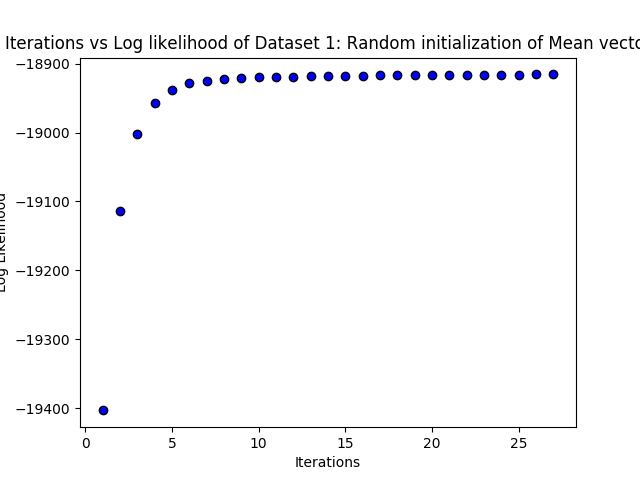 Iterations vs Log likelihood of Dataset 1: Random initialization of Mean vecto
−18900
−19000
−19100
−19200
−19300
−19400
Log Likelihood
0 5 10 15 20 25
Iterations